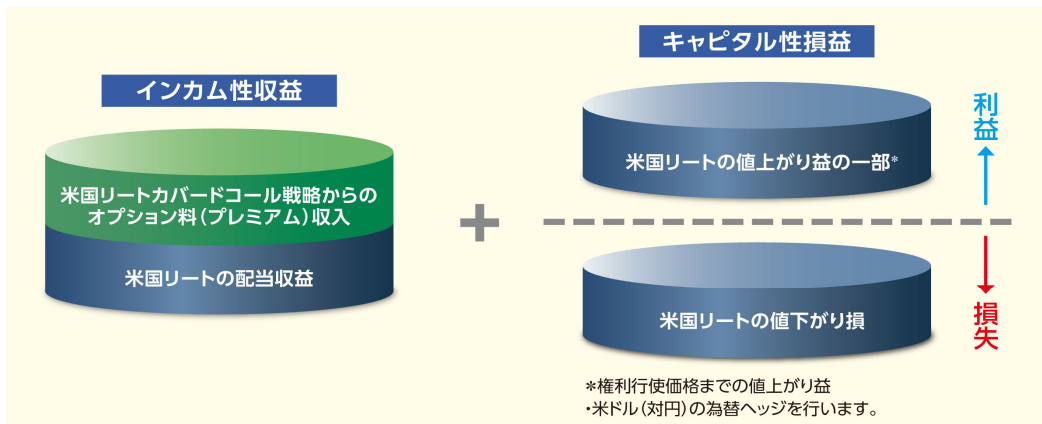 インカム性収益
米国リートカバードコール戦略からの
オプション料（プレミアム）収入
米国リートの配当収益
+
キャピタル性損益
米国リートの値上がり益の一部*
利益
米国リートの値下がり損
損失
*権利行使価格までの値上がり益
・米ドル（対円）の為替ヘッジを行います。